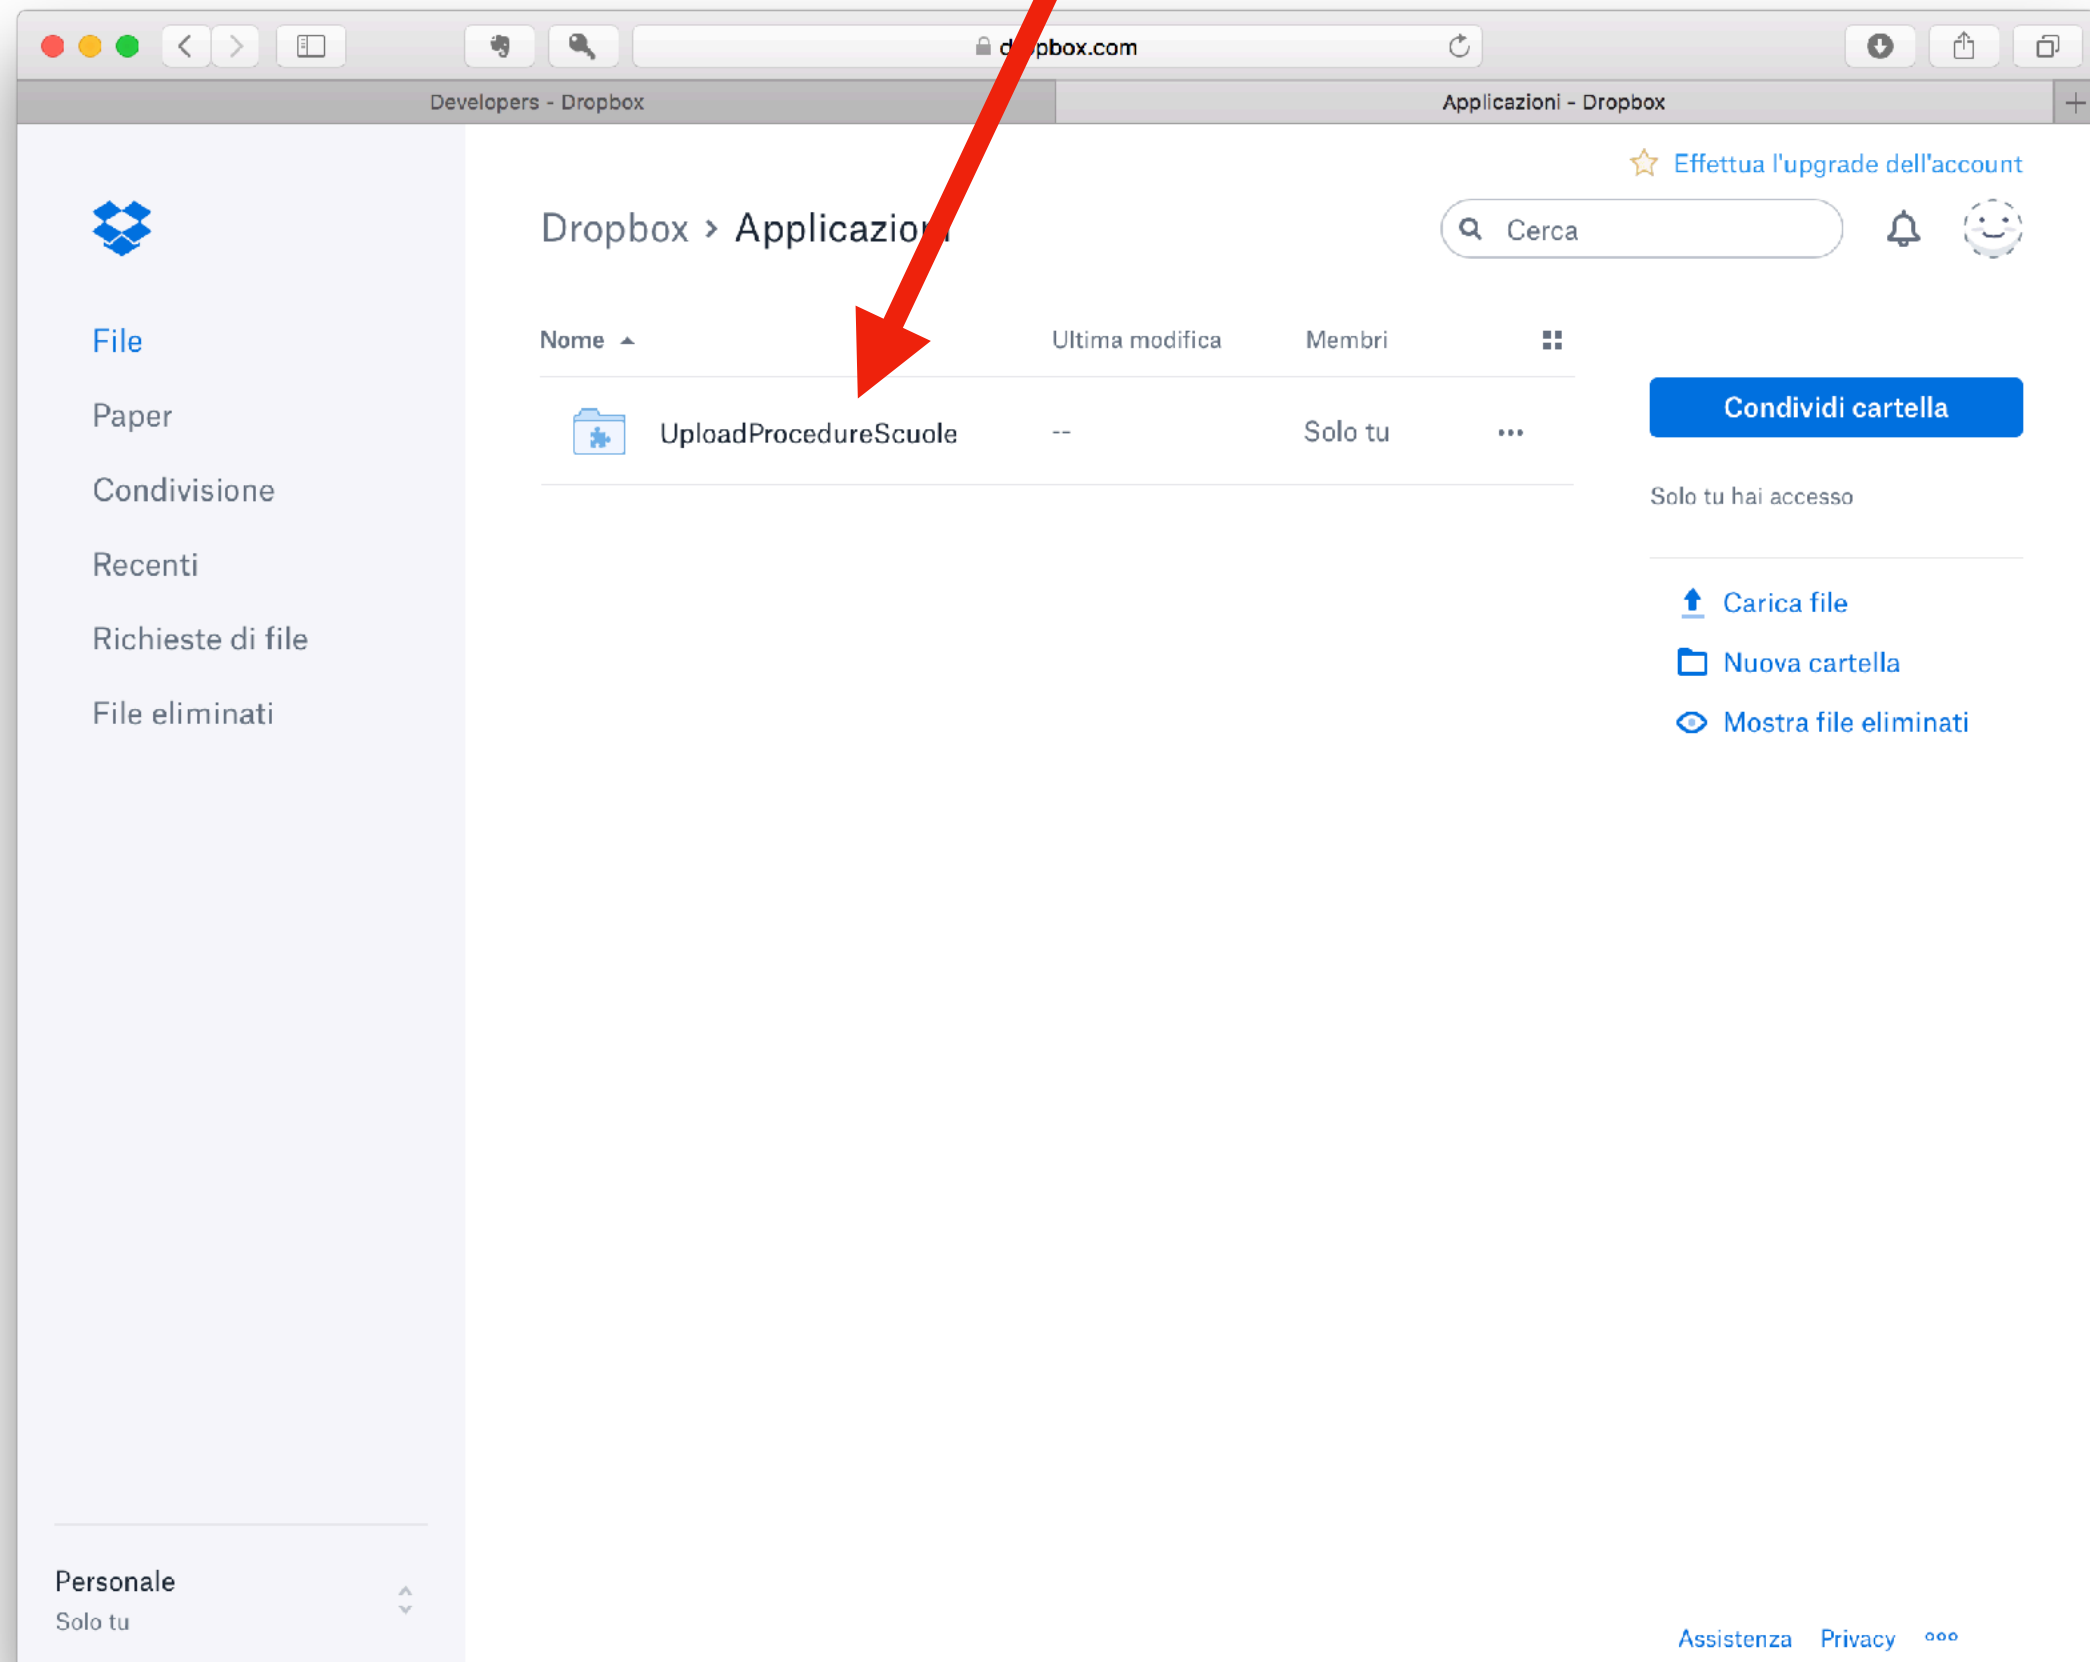 dropbox.com
Developers - Dropbox
Applicazioni - Dropbox
Effettua l'upgrade dell'account
Dropbox › Applicazioni
Cerca
File
Paper
Condivisione
Recenti
Richieste di file
File eliminati
Nome
Ultima modifica
Membri
UploadProcedureScuole
--
Solo tu
Condividi cartella
Solo tu hai accesso
Carica file
Nuova cartella
Mostra file eliminati
Personale
Solo tu
Assistenza
Privacy